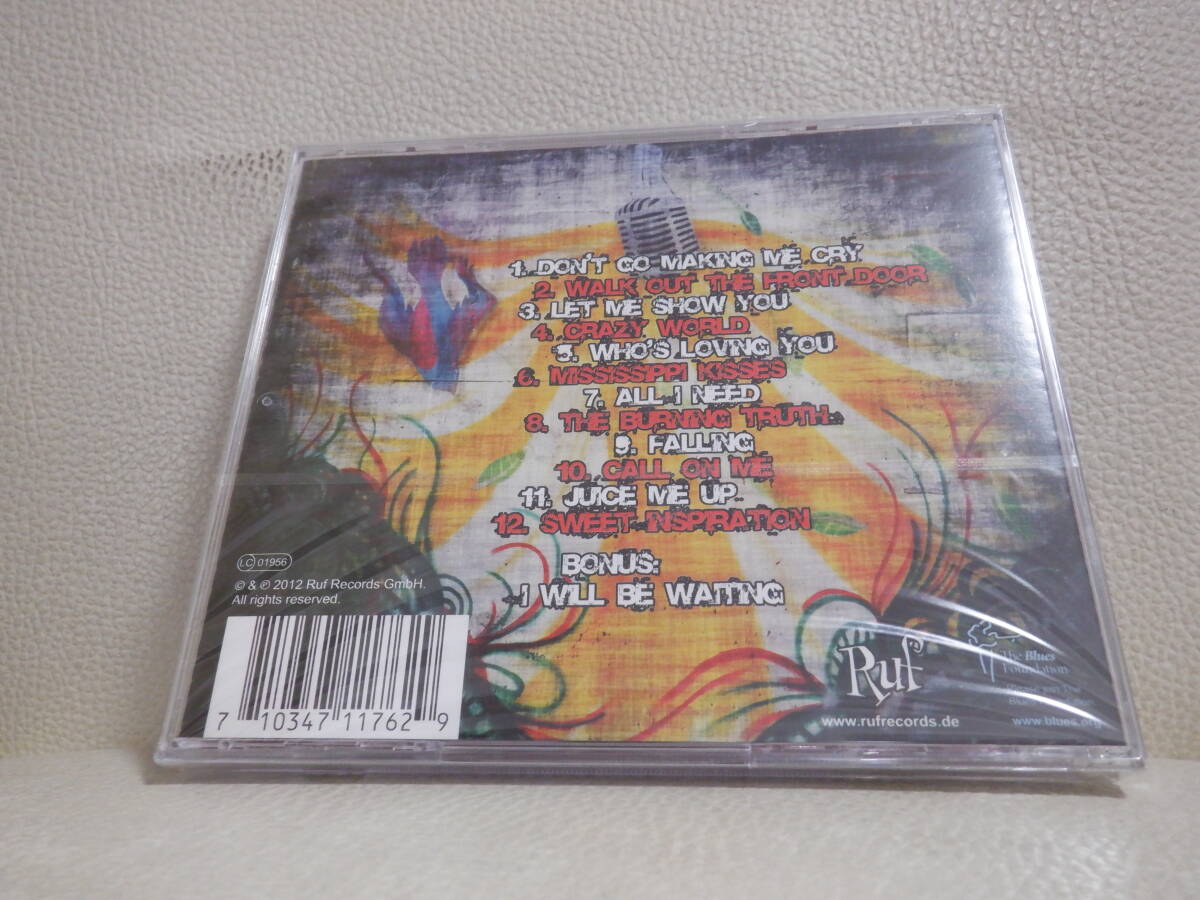 1. DON'T GO MAKING ME CRY
2. WALK OUT THE FRONT DOOR
3. LET ME SHOW YOU
4. CRAZY WORLD
5. WHO'S LOVING YOU
6. MISSISSIPPI KISSES
7. ALL I NEED
8. THE BURNING TRUTH
9. FALLING
10. CALL ON ME
11. JUICE ME UP
12. SWEET INSPIRATION
BONUS:
I WILL BE WAITING
LC 01956
© & ℗ 2012 Ruf Records GmbH.
All rights reserved.
7 10347 11762 9
Ruf
www.rufrecords.de
The Blues
Foundation
www.blues.org